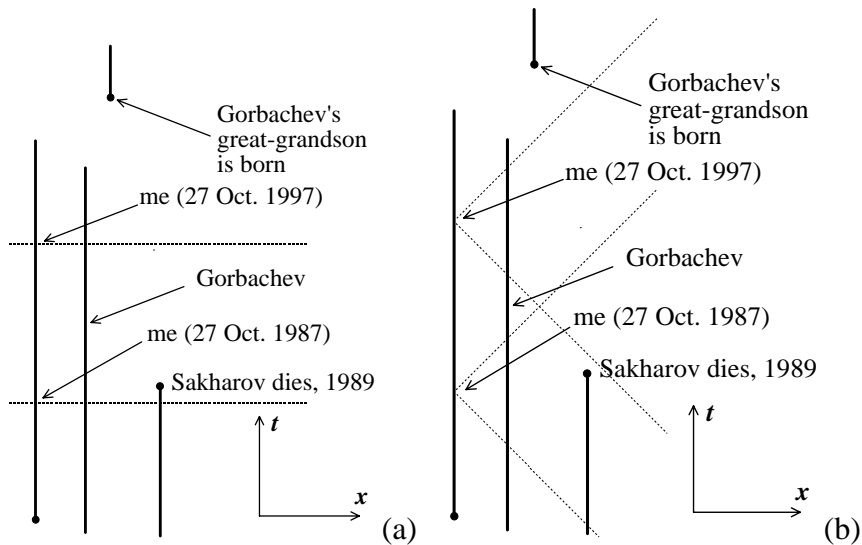 Gorbachev's
great-grandson
is born
me (27 Oct. 1997)
Gorbachev
me (27 Oct. 1987)
Sakharov dies, 1989
t
x
(a)
Gorbachev's
great-grandson
is born
me (27 Oct. 1997)
Gorbachev
me (27 Oct. 1987)
Sakharov dies, 1989
t
x
(b)